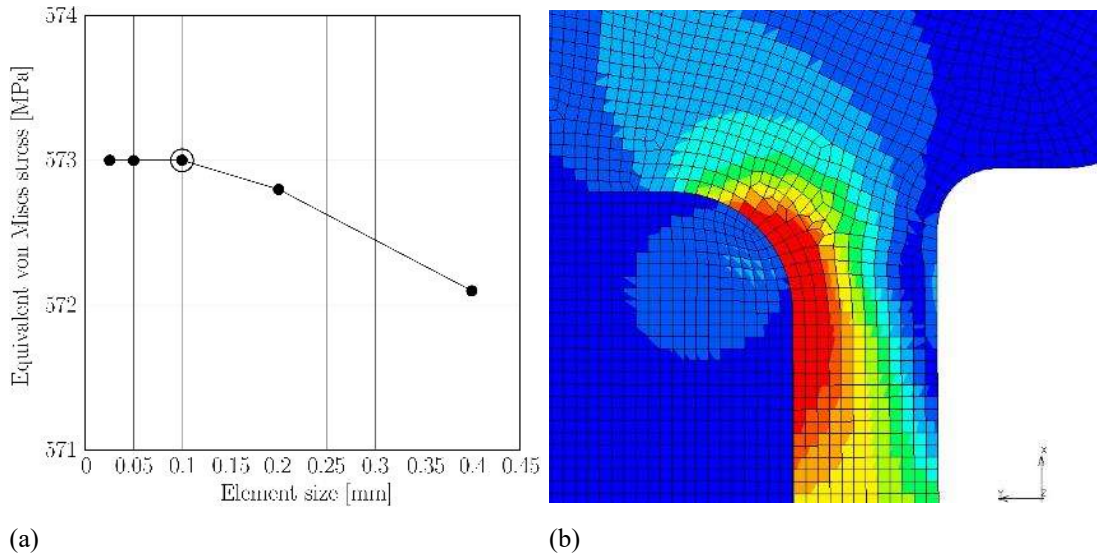 574
573
572
571
Equivalent von Mises stress [MPa]
0 0.05 0.1 0.15 0.2 0.25 0.3 0.35 0.4 0.45
Element size [mm]
x
(a) (b)